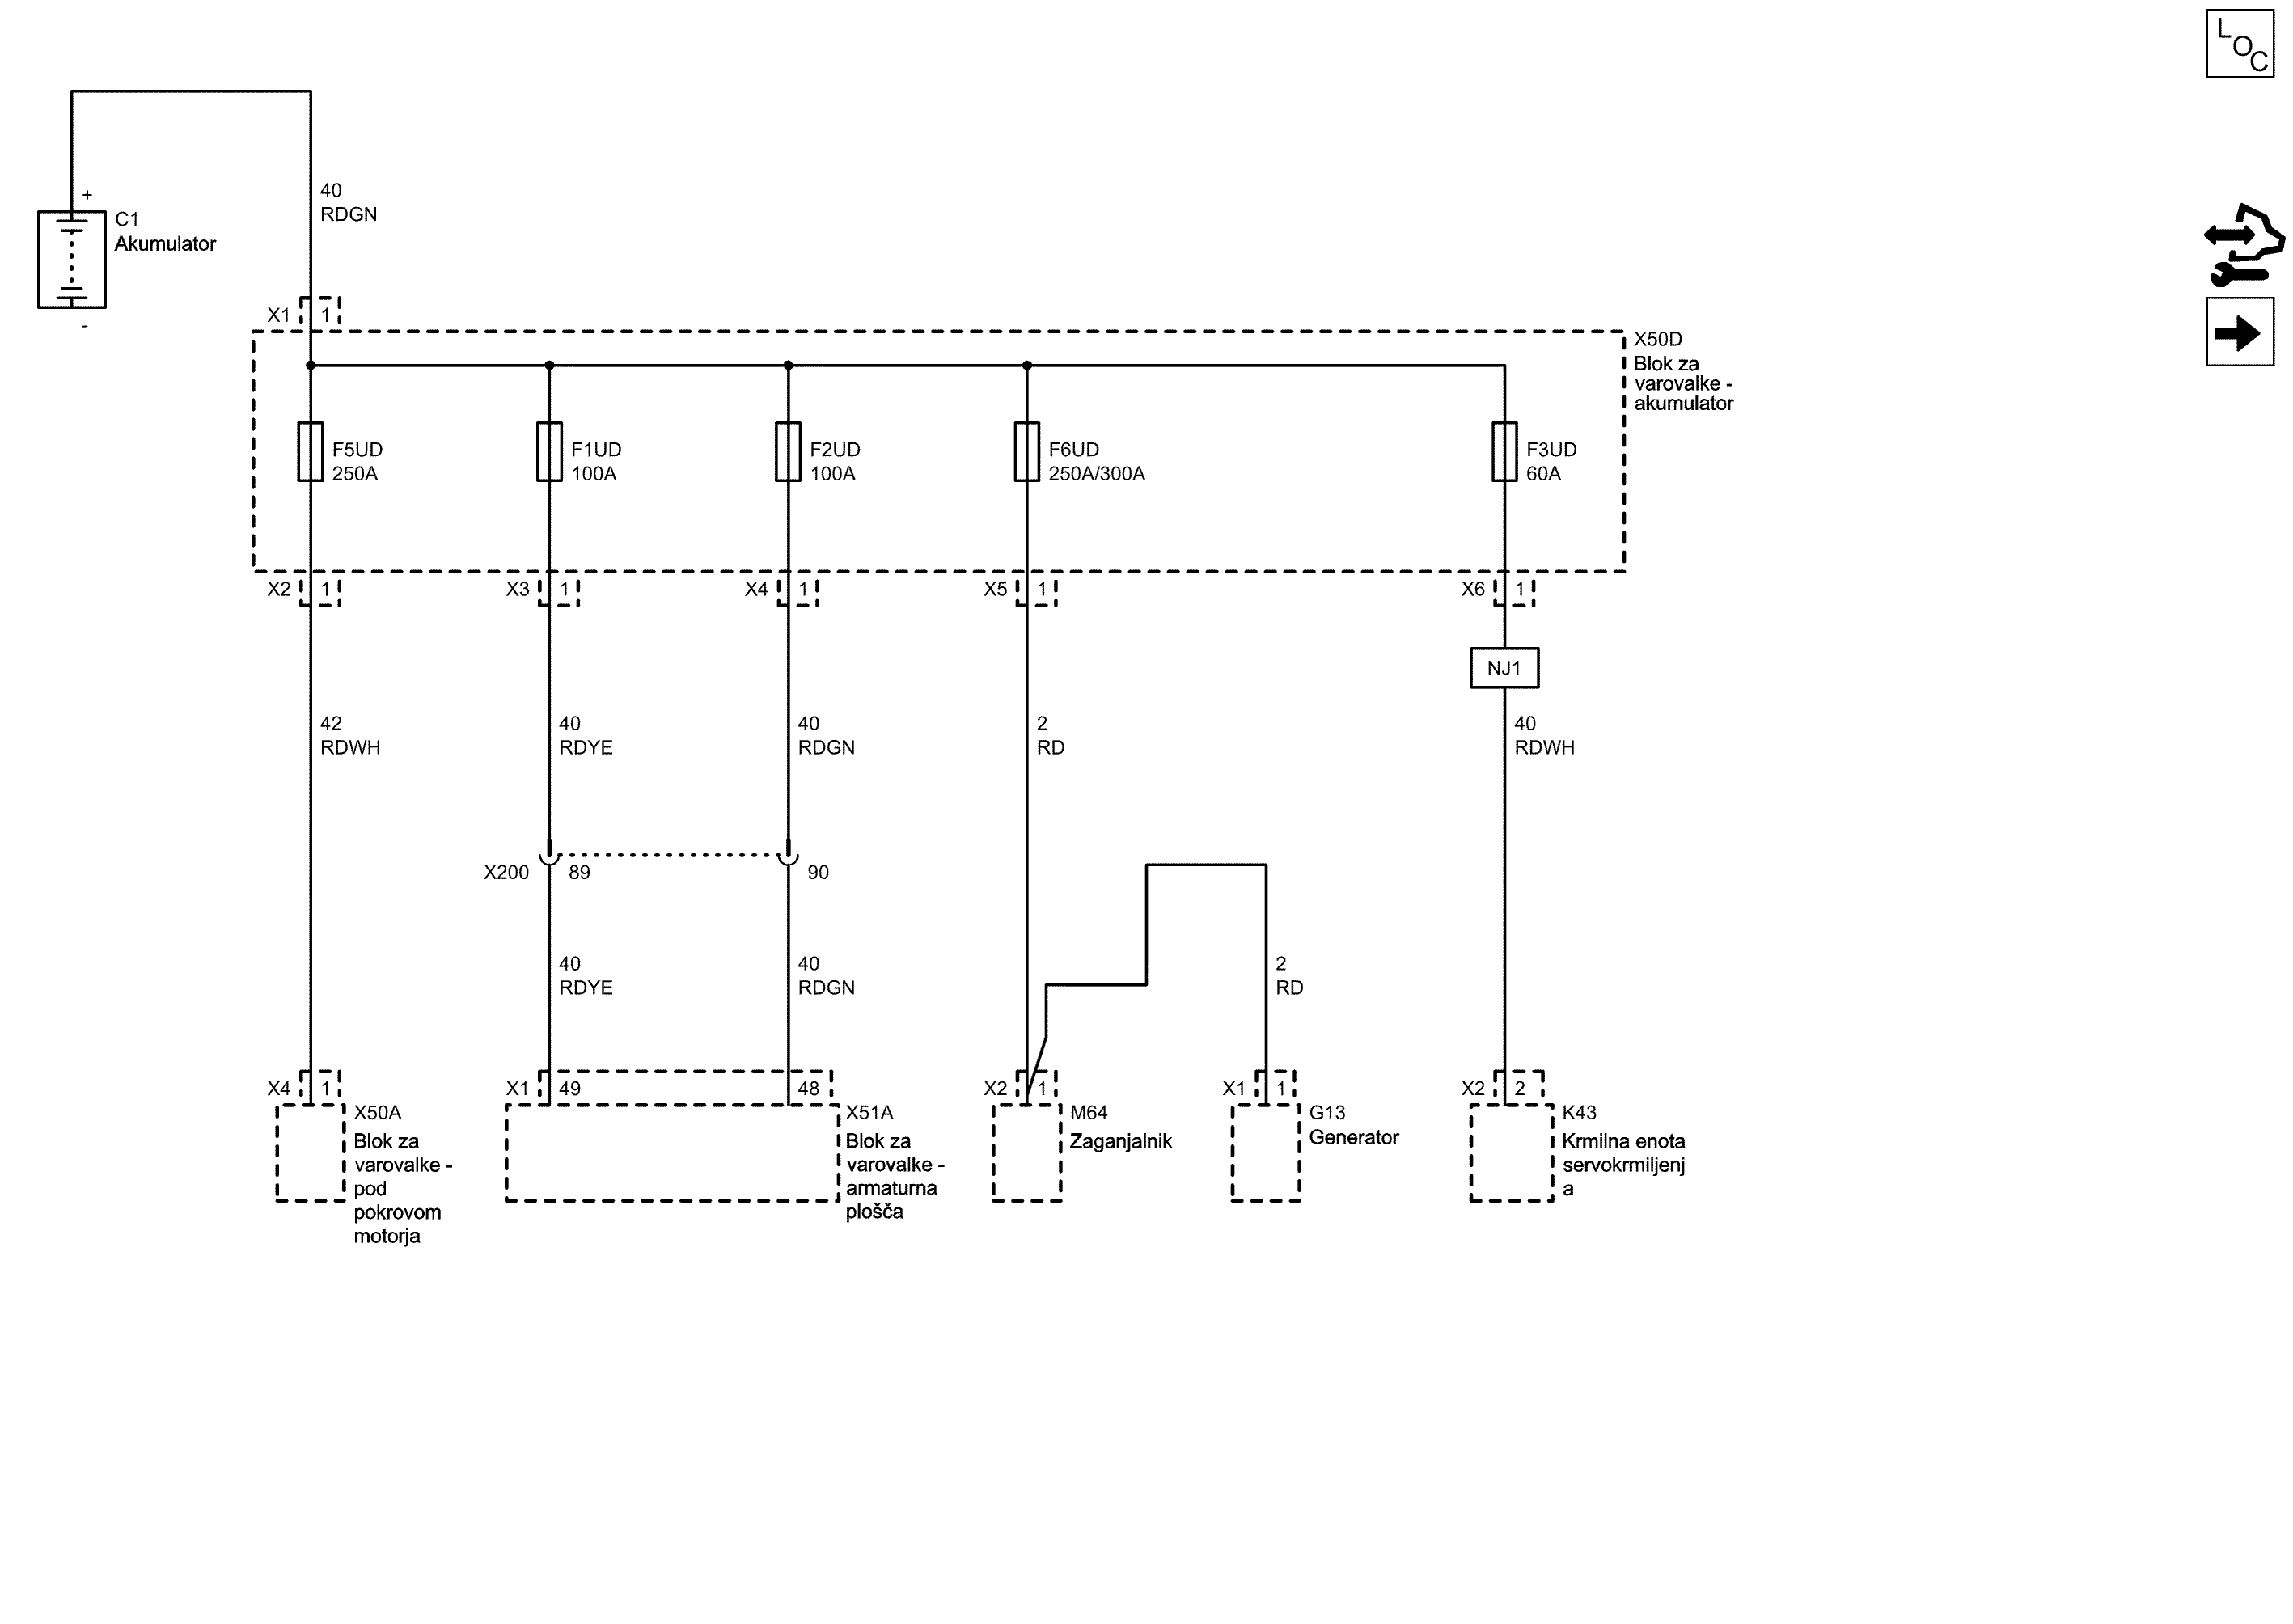 L
O
C
+
C1
Akumulator
-
40
RDGN
X1 1
X50D
Blok za
varovalke -
akumulator
F5UD
250A
F1UD
100A
F2UD
100A
F6UD
250A/300A
F3UD
60A
X2 1
X3 1
X4 1
X5 1
X6 1
NJ1
42
RDWH
40
RDYE
40
RDGN
2
RD
40
RDWH
X200 89 90
40
RDYE
40
RDGN
2
RD
X4 1
X50A
Blok za
varovalke -
pod
pokrovom
motorja
X1 49 48
X51A
Blok za
varovalke -
armaturna
plošča
X2 1
M64
Zaganjalnik
X1 1
G13
Generator
X2 2
K43
Krmilna enota
servokrmiljenj
a